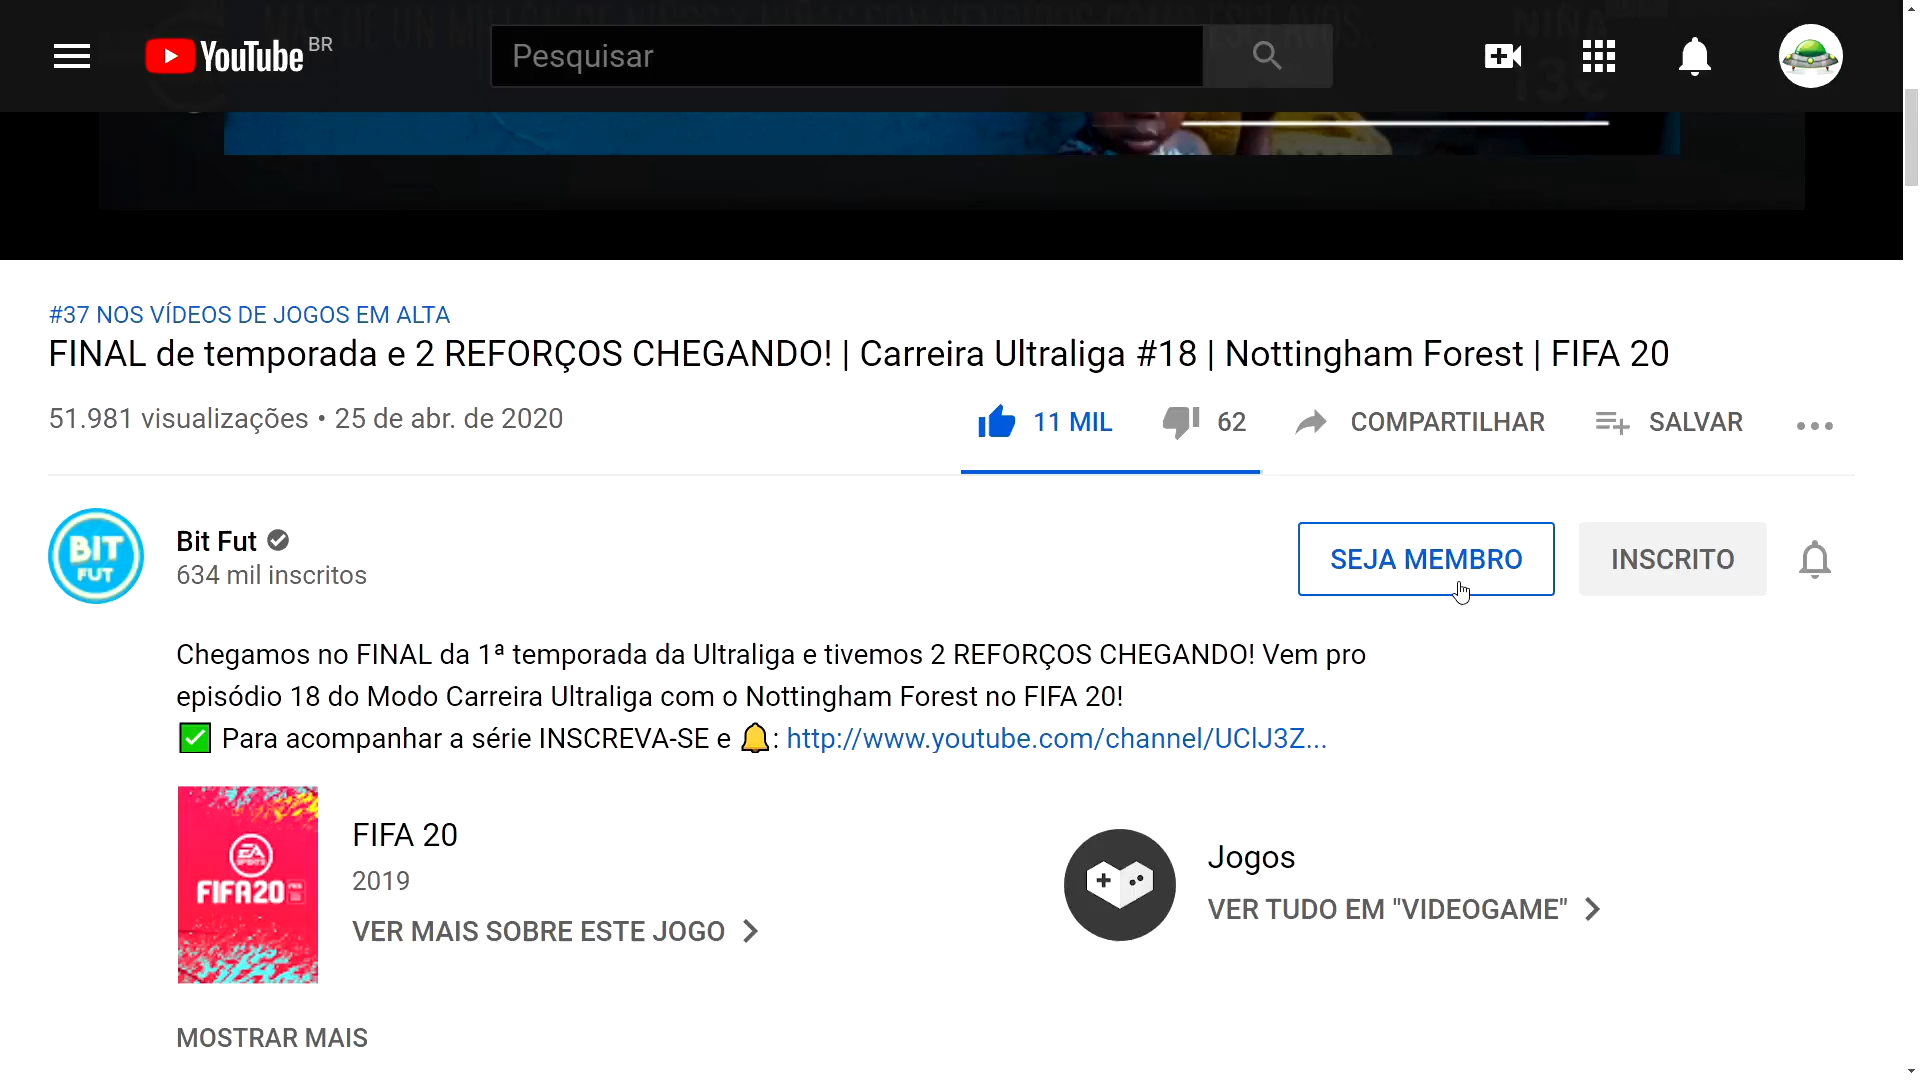 YouTube BR
Pesquisar
#37 NOS VÍDEOS DE JOGOS EM ALTA
FINAL de temporada e 2 REFORÇOS CHEGANDO! | Carreira Ultraliga #18 | Nottingham Forest | FIFA 20
51.981 visualizações • 25 de abr. de 2020
11 MIL
62
COMPARTILHAR
SALVAR
BIT
FUT
Bit Fut
634 mil inscritos
SEJA MEMBRO
INSCRITO
Chegamos no FINAL da 1ª temporada da Ultraliga e tivemos 2 REFORÇOS CHEGANDO! Vem pro
episódio 18 do Modo Carreira Ultraliga com o Nottingham Forest no FIFA 20!
✅ Para acompanhar a série INSCREVA-SE e 🔔: http://www.youtube.com/channel/UClJ3Z...
EA
SPORTS
FIFA20
FIFA 20
2019
VER MAIS SOBRE ESTE JOGO
Jogos
VER TUDO EM "VIDEOGAME"
MOSTRAR MAIS